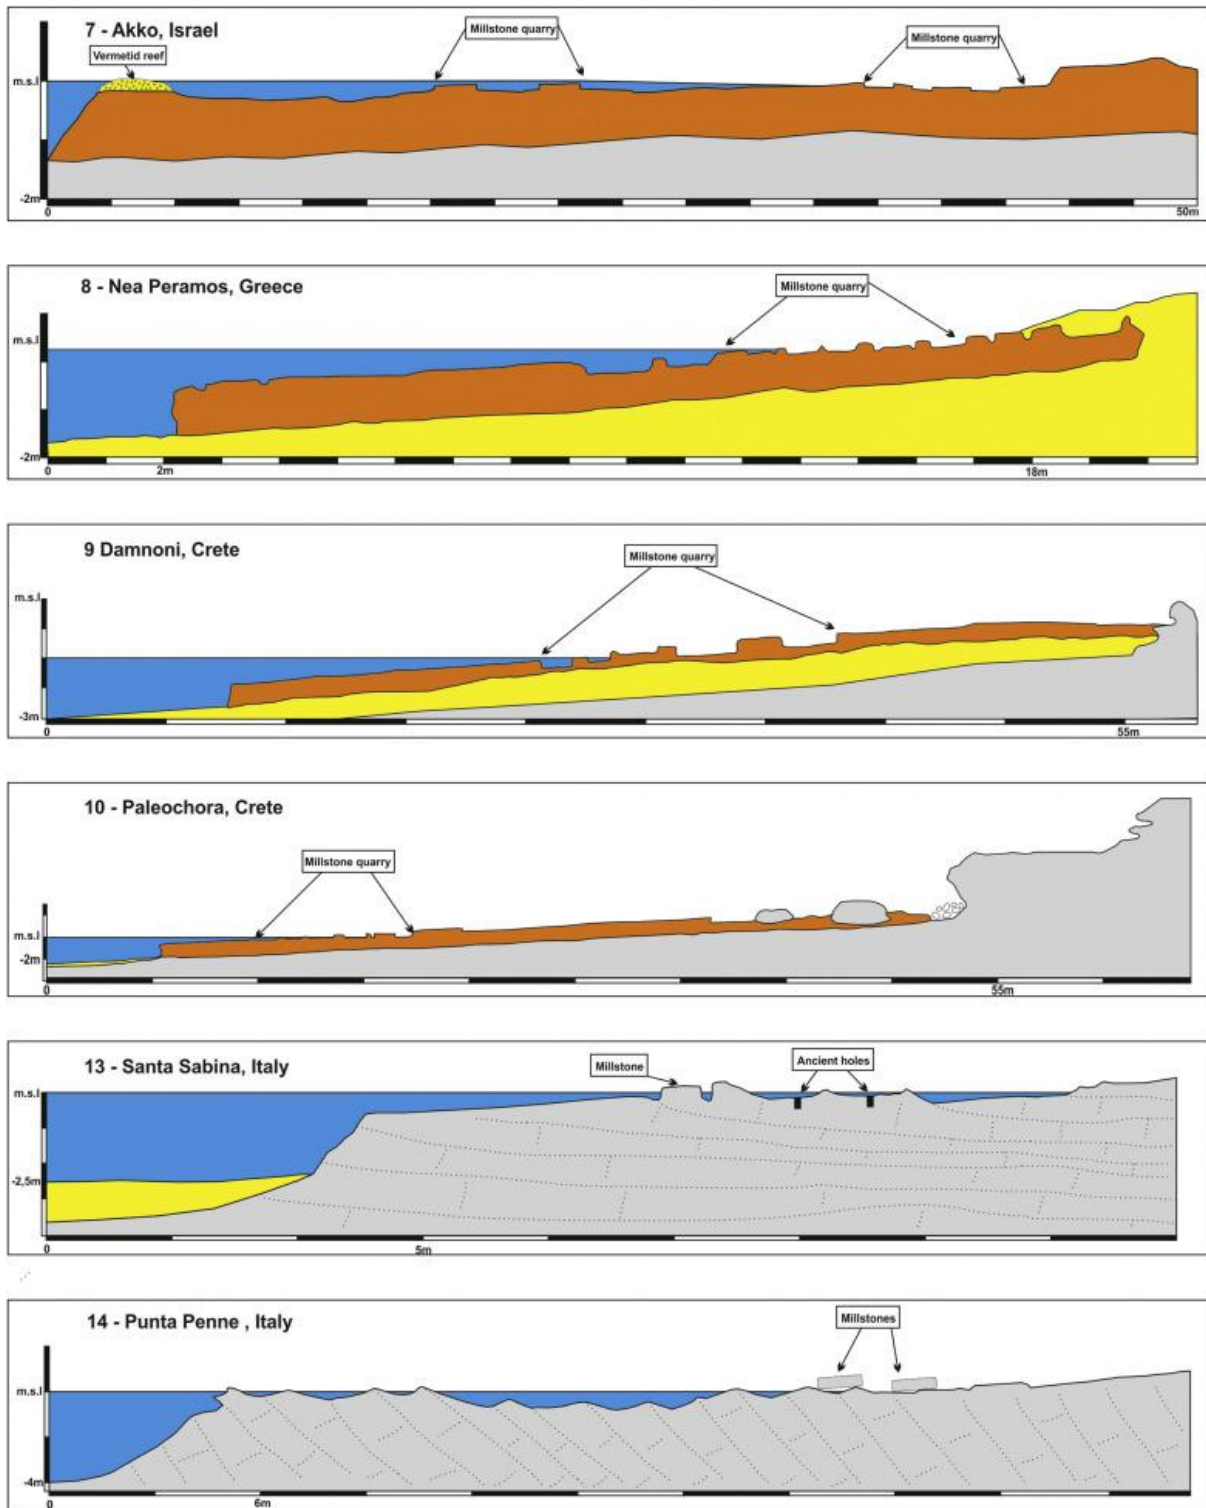 7 - Akko, Israel
Millstone quarry
Millstone quarry
Vermetid reef
m.s.l
-2m
0
50m
8 - Nea Peramos, Greece
Millstone quarry
m.s.l
-2m
0
2m
18m
9 Damnoni, Crete
Millstone quarry
m.s.l
-3m
0
55m
10 - Paleochora, Crete
Millstone quarry
m.s.l
-2m
0
55m
13 - Santa Sabina, Italy
Millstone
Ancient holes
m.s.l
-2,5m
0
5m
14 - Punta Penne , Italy
Millstones
m.s.l
-4m
0
6m